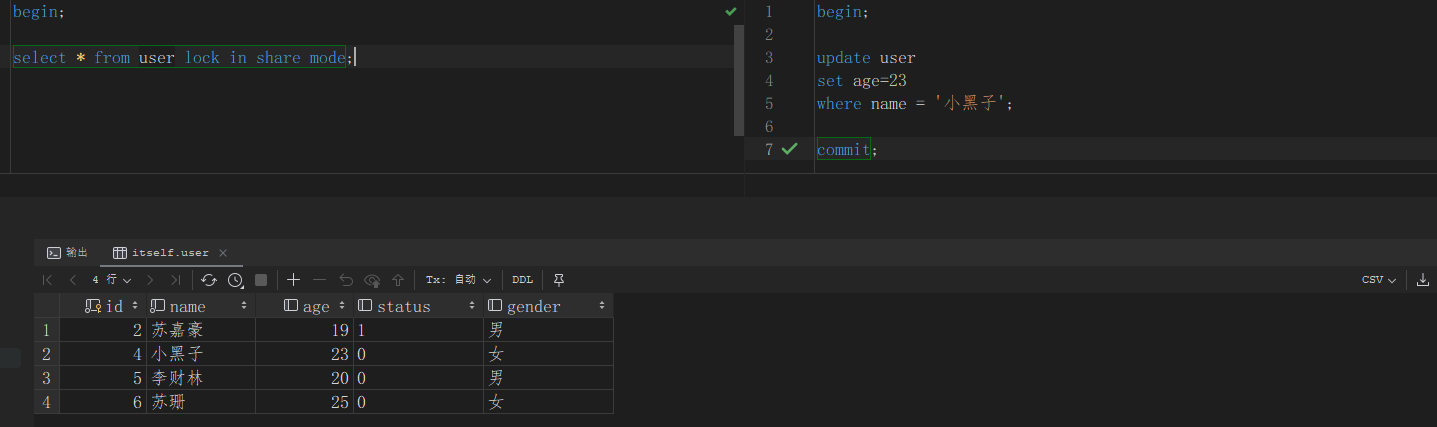 begin;
select * from user lock in share mode;
1 begin;
2
3 update user
4 set age=23
5 where name = '小黑子';
6
7 commit;
输出 itself.user
4 行 Tx: 自动 DDL CSV
id name age status gender
1 2 苏嘉豪 19 1 男
2 4 小黑子 23 0 女
3 5 李财林 20 0 男
4 6 苏珊 25 0 女